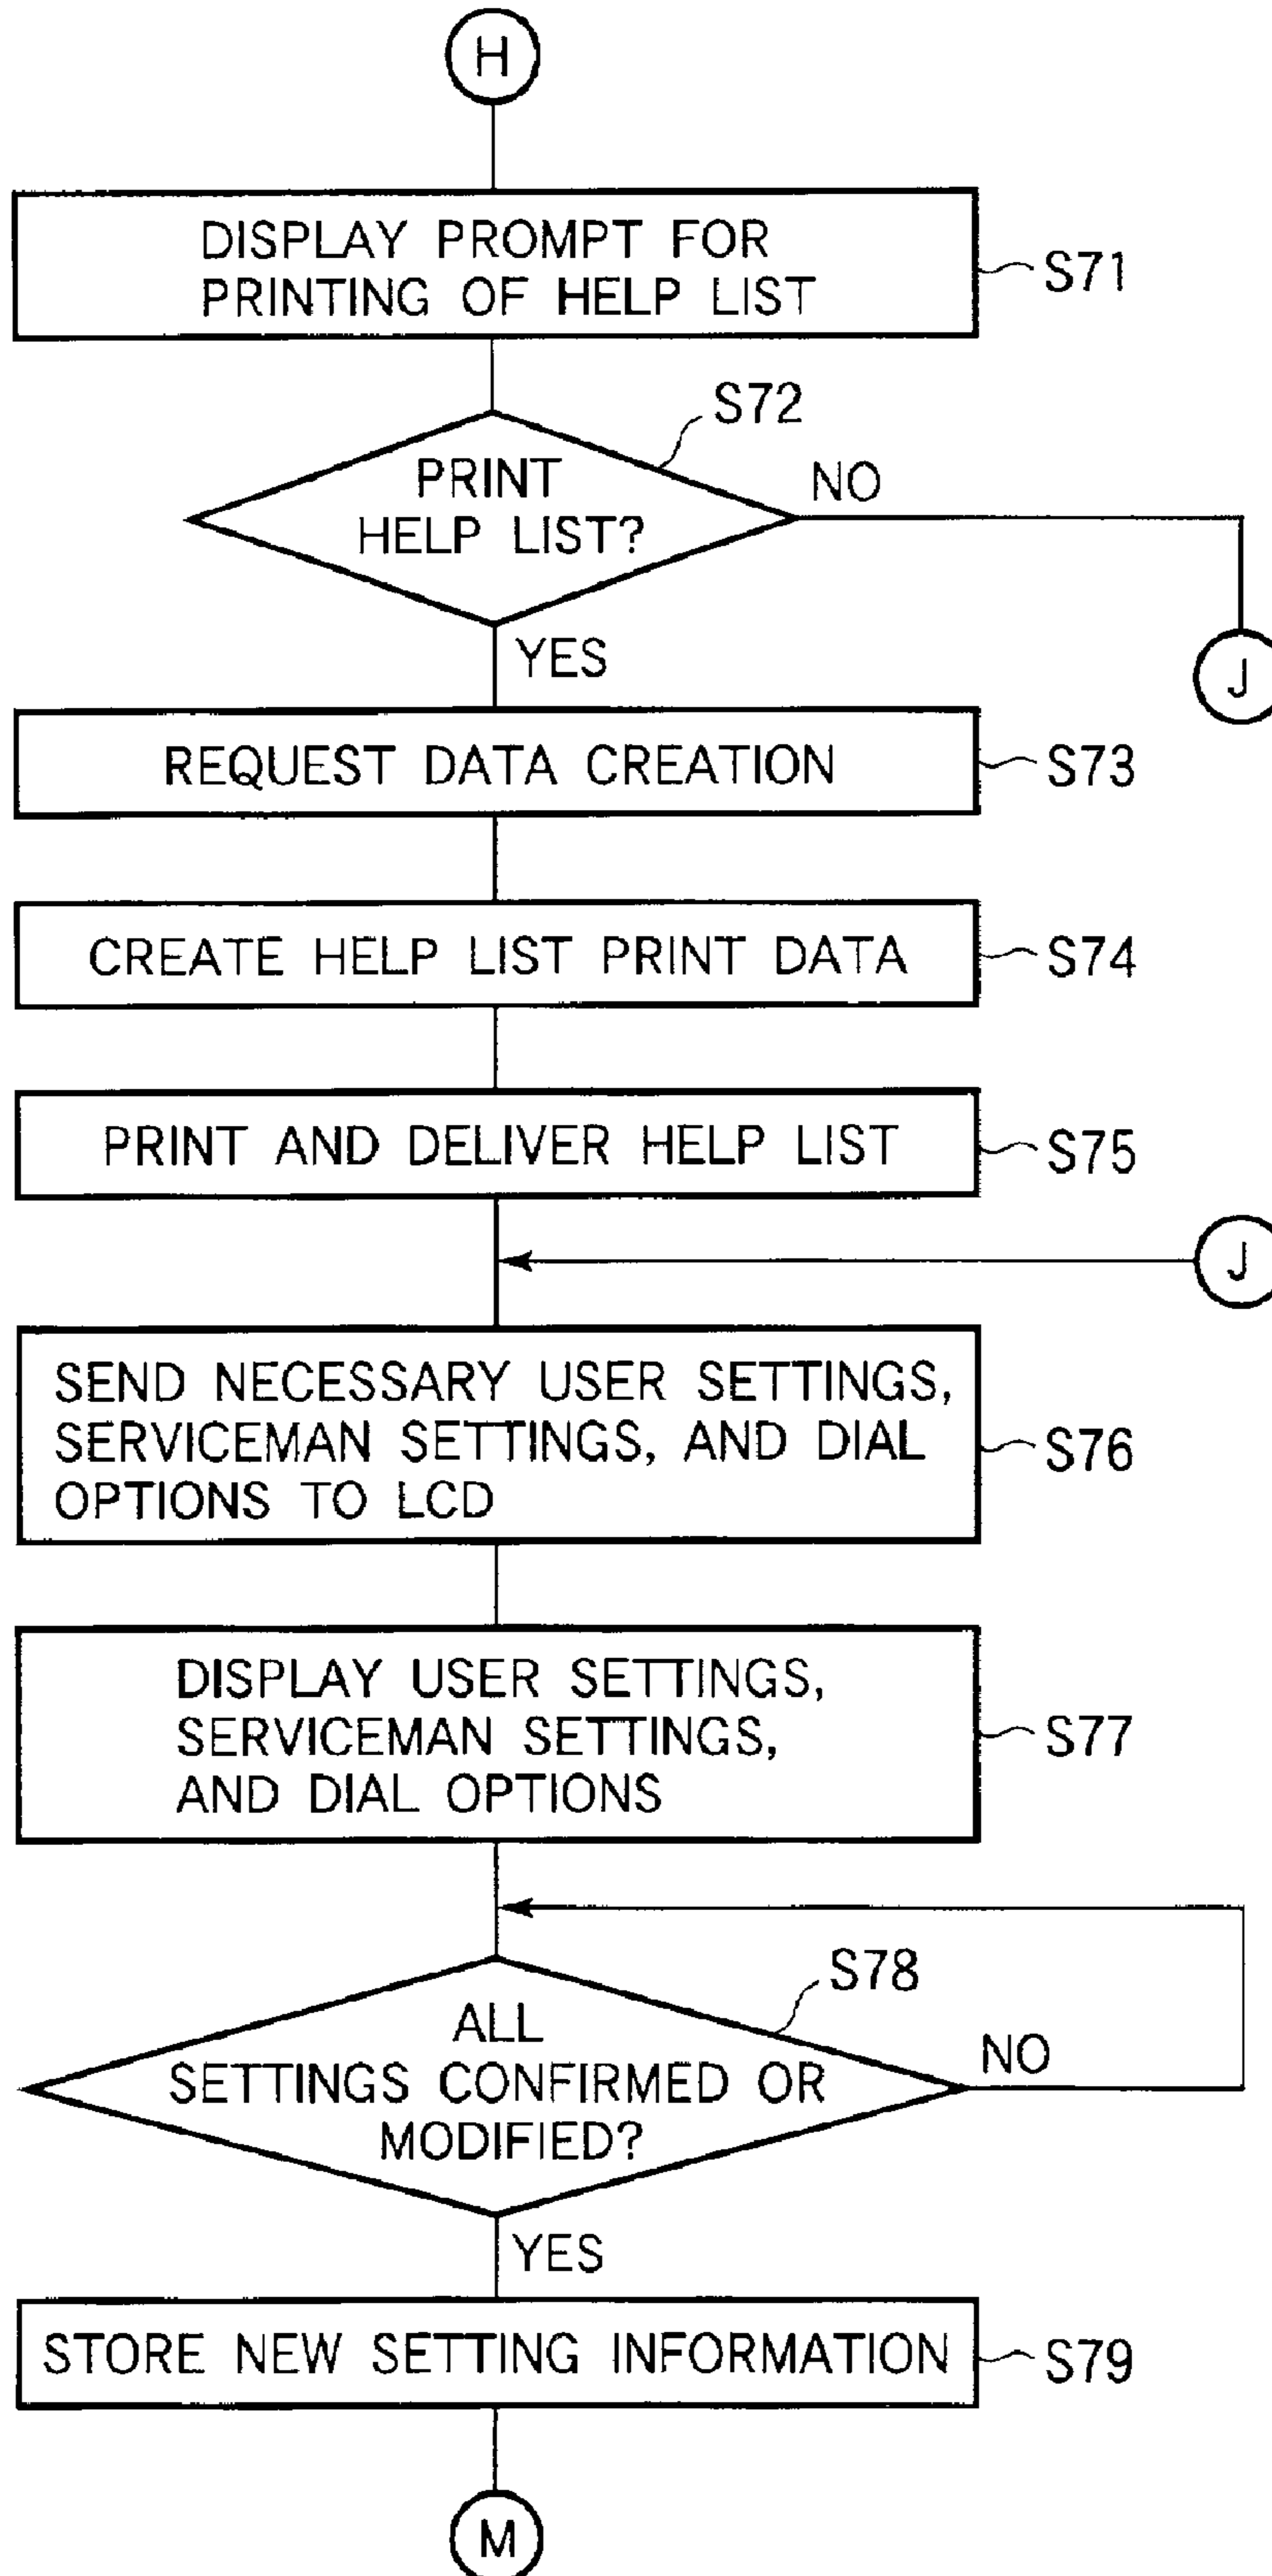 H
DISPLAY PROMPT FOR
PRINTING OF HELP LIST
S71
S72
PRINT
HELP LIST?
NO
J
YES
REQUEST DATA CREATION
S73
CREATE HELP LIST PRINT DATA
S74
PRINT AND DELIVER HELP LIST
S75
J
SEND NECESSARY USER SETTINGS,
SERVICEMAN SETTINGS, AND DIAL
OPTIONS TO LCD
S76
DISPLAY USER SETTINGS,
SERVICEMAN SETTINGS,
AND DIAL OPTIONS
S77
S78
ALL
SETTINGS CONFIRMED OR
MODIFIED?
NO
YES
STORE NEW SETTING INFORMATION
S79
M